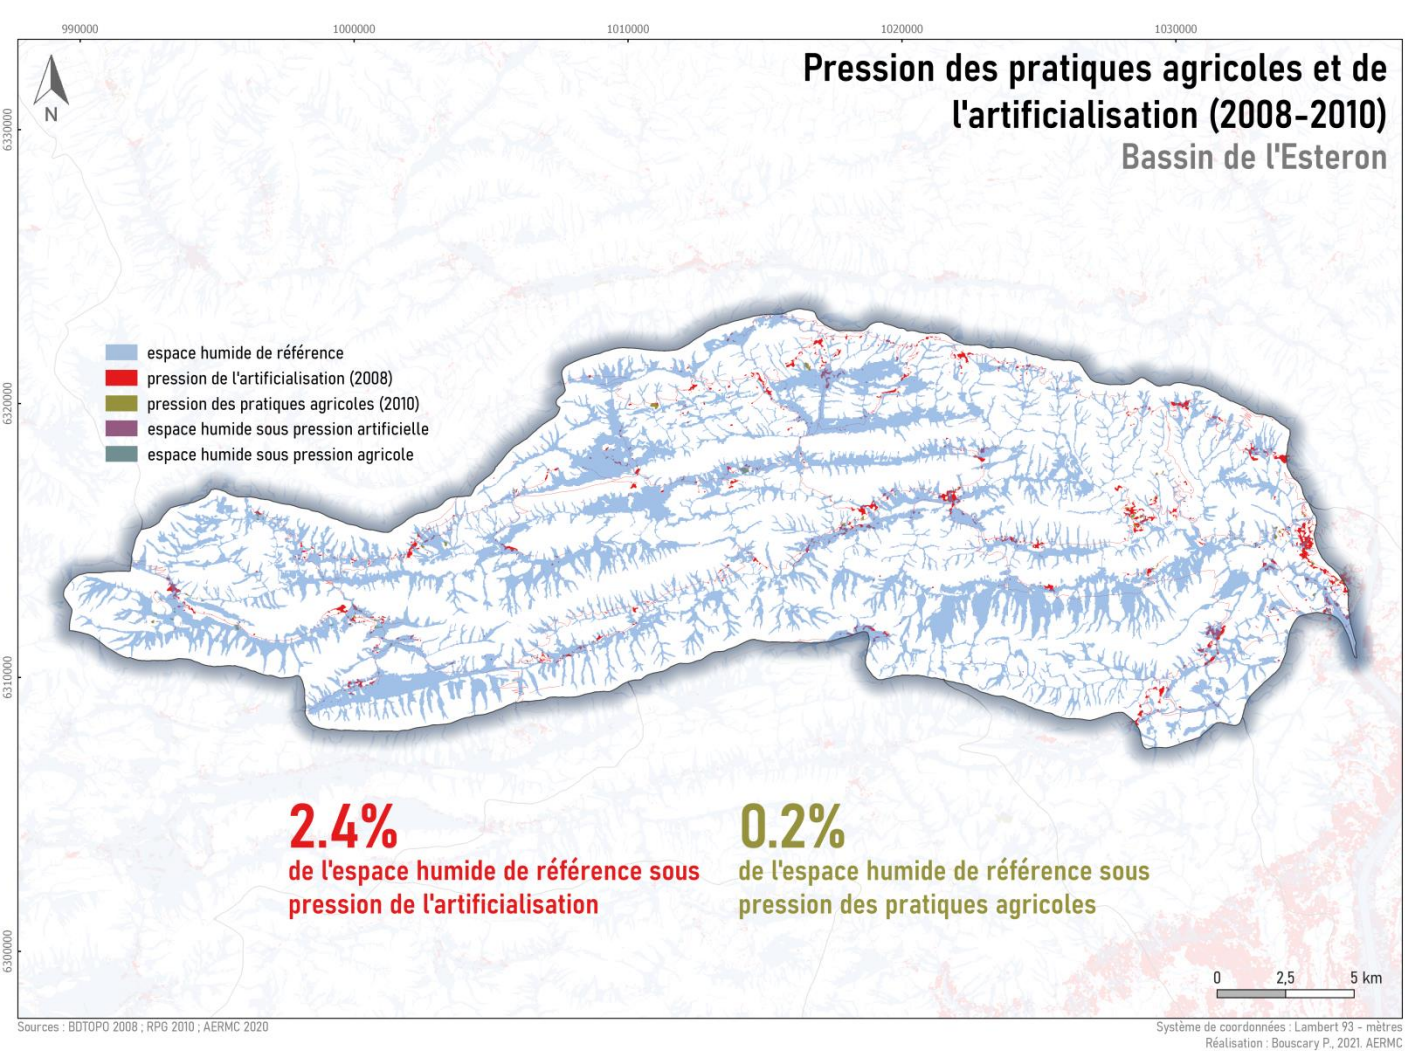 990000
1000000
1010000
1020000
1030000
Pression des pratiques agricoles et de
l'artificialisation (2008-2010)
Bassin de l'Esteron
N
6330000
6320000
6310000
6300000
espace humide de référence
pression de l'artificialisation (2008)
pression des pratiques agricoles (2010)
espace humide sous pression artificielle
espace humide sous pression agricole
2.4%
de l'espace humide de référence sous
pression de l'artificialisation
0.2%
de l'espace humide de référence sous
pression des pratiques agricoles
0 2,5 5 km
Sources : BDTOPO 2008 ; RPG 2010 ; AERMC 2020
Système de coordonnées : Lambert 93 - mètres
Réalisation : Bouscary P., 2021. AERMC